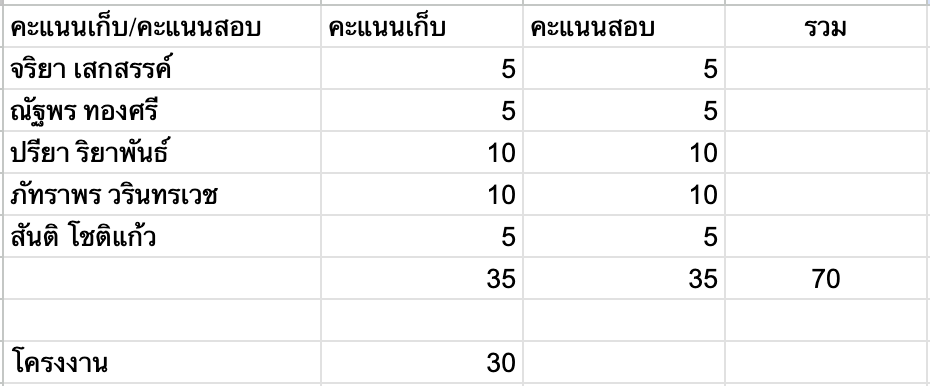 คะแนนเก็บ/คะแนนสอบ คะแนนเก็บ คะแนนสอบ รวม
จริยา เสกสรรค์ 5 5
ณัฐพร ทองศรี 5 5
ปรียา ริยาพันธ์ 10 10
ภัทราพร วรินทรเวช 10 10
สันติ โชติแก้ว 5 5
35 35 70
โครงงาน 30